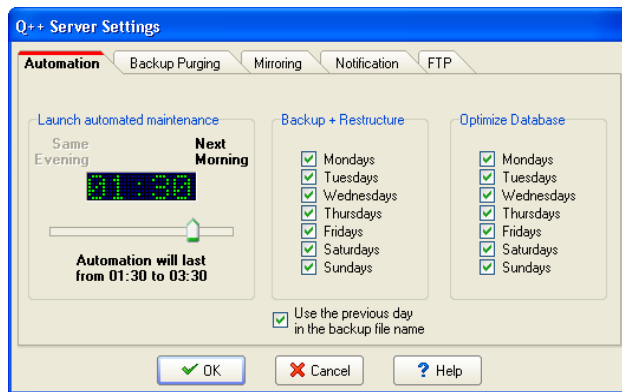 Q++ Server Settings
Automation Backup Purging Mirroring Notification FTP
Launch automated maintenance
Same Evening
Next Morning
01:30
Automation will last
from 01:30 to 03:30
Backup + Restructure
Mondays
Tuesdays
Wednesdays
Thursdays
Fridays
Saturdays
Sundays
Use the previous day
in the backup file name
Optimize Database
Mondays
Tuesdays
Wednesdays
Thursdays
Fridays
Saturdays
Sundays
OK Cancel ? Help